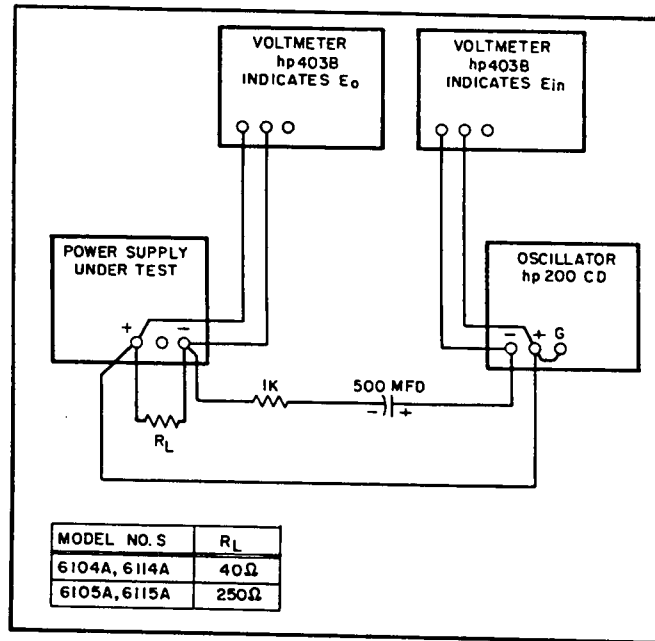 VOLTMETER
hp403B
INDICATES Eo
VOLTMETER
hp403B
INDICATES Ein
POWER SUPPLY
UNDER TEST
+ -
OSCILLATOR
hp 200 CD
- + G
1K
500 MFD
- +
RL
MODEL NO.S RL
6104A, 6114A 40Ω
6105A, 6115A 250Ω